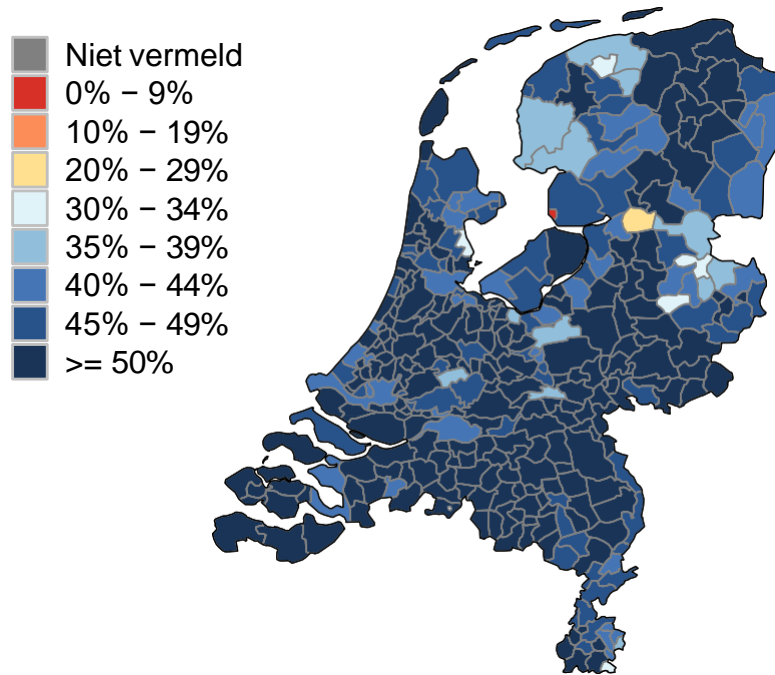 Niet vermeld
0% − 9%
10% − 19%
20% − 29%
30% − 34%
35% − 39%
40% − 44%
45% − 49%
>= 50%